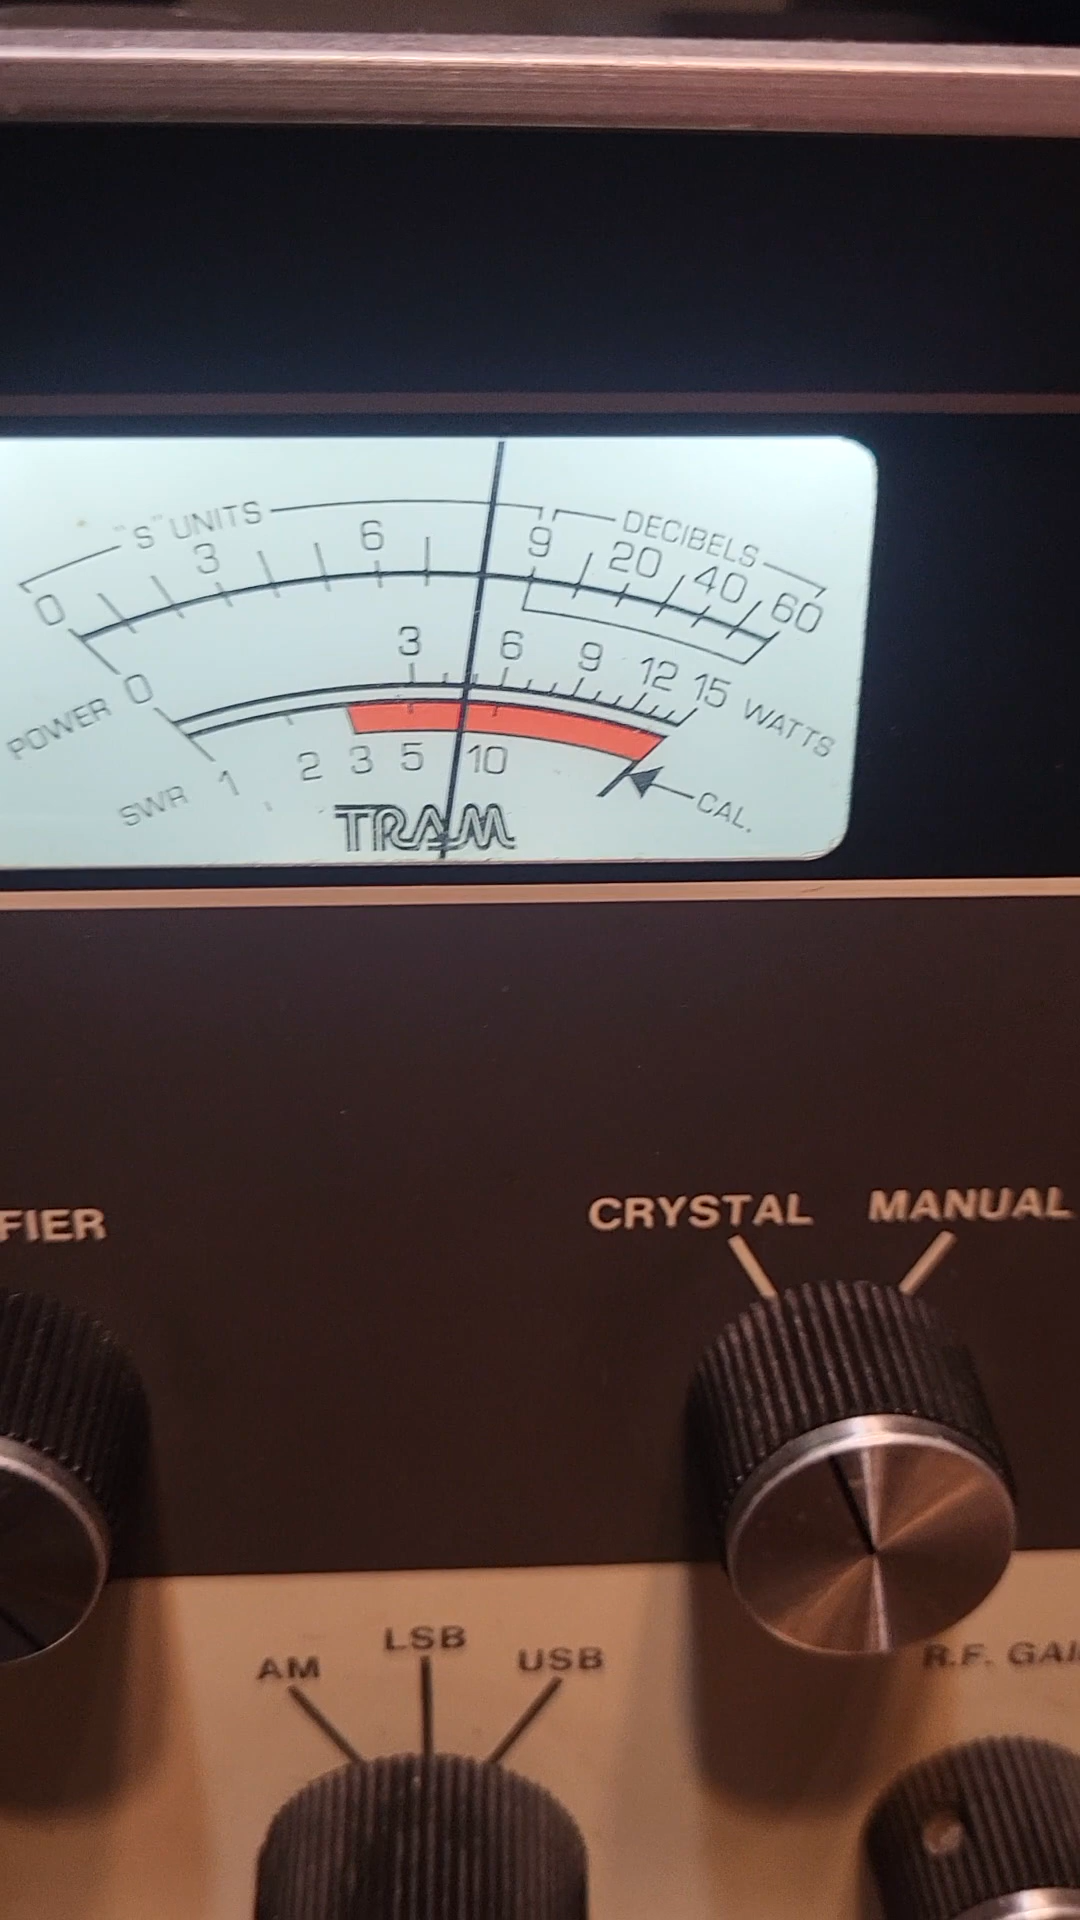 "S" UNITS DECIBELS
0 3 6 9 20 40 60
POWER 0 3 6 9 12 15 WATTS
SWR 1 2 3 5 10 CAL.
TRAM
FIER
CRYSTAL MANUAL
AM LSB USB
R.F. GAI